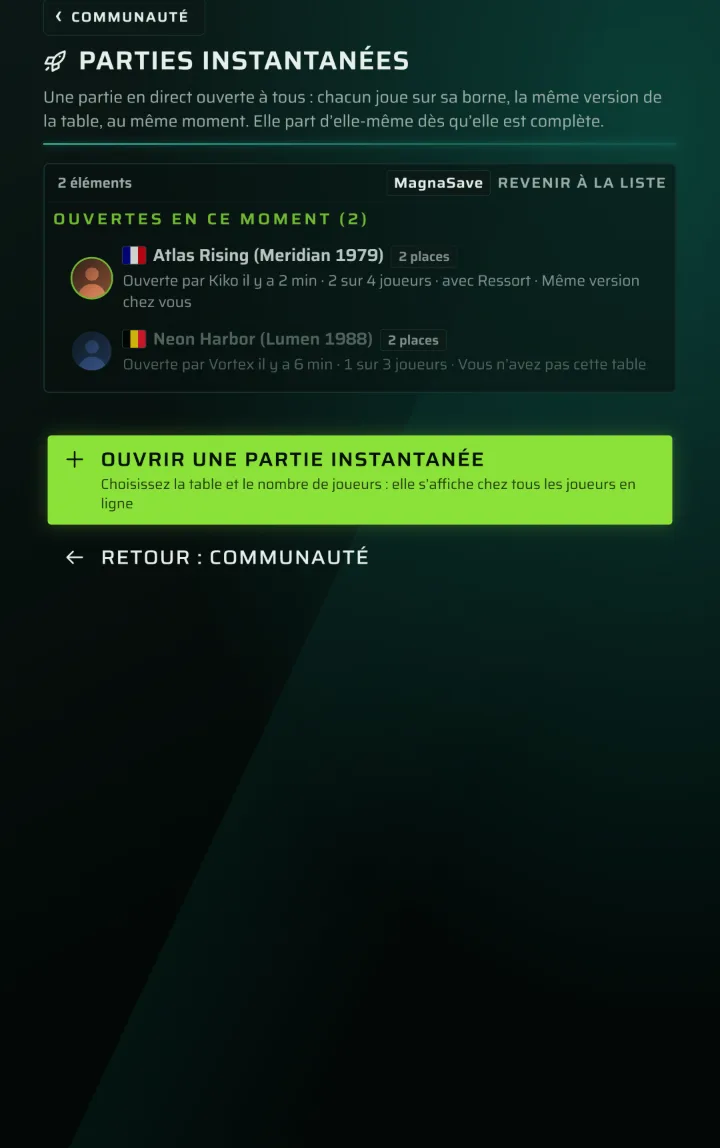 ‹ COMMUNAUTÉ
PARTIES INSTANTANÉES
Une partie en direct ouverte à tous : chacun joue sur sa borne, la même version de
la table, au même moment. Elle part d'elle-même dès qu'elle est complète.
2 éléments MagnaSave REVENIR À LA LISTE
OUVERTES EN CE MOMENT (2)
Atlas Rising (Meridian 1979) 2 places
Ouverte par Kiko il y a 2 min · 2 sur 4 joueurs · avec Ressort · Même version
chez vous
Neon Harbor (Lumen 1988) 2 places
Ouverte par Vortex il y a 6 min · 1 sur 3 joueurs · Vous n'avez pas cette table
OUVRIR UNE PARTIE INSTANTANÉE
Choisissez la table et le nombre de joueurs : elle s'affiche chez tous les joueurs en
ligne
RETOUR : COMMUNAUTÉ